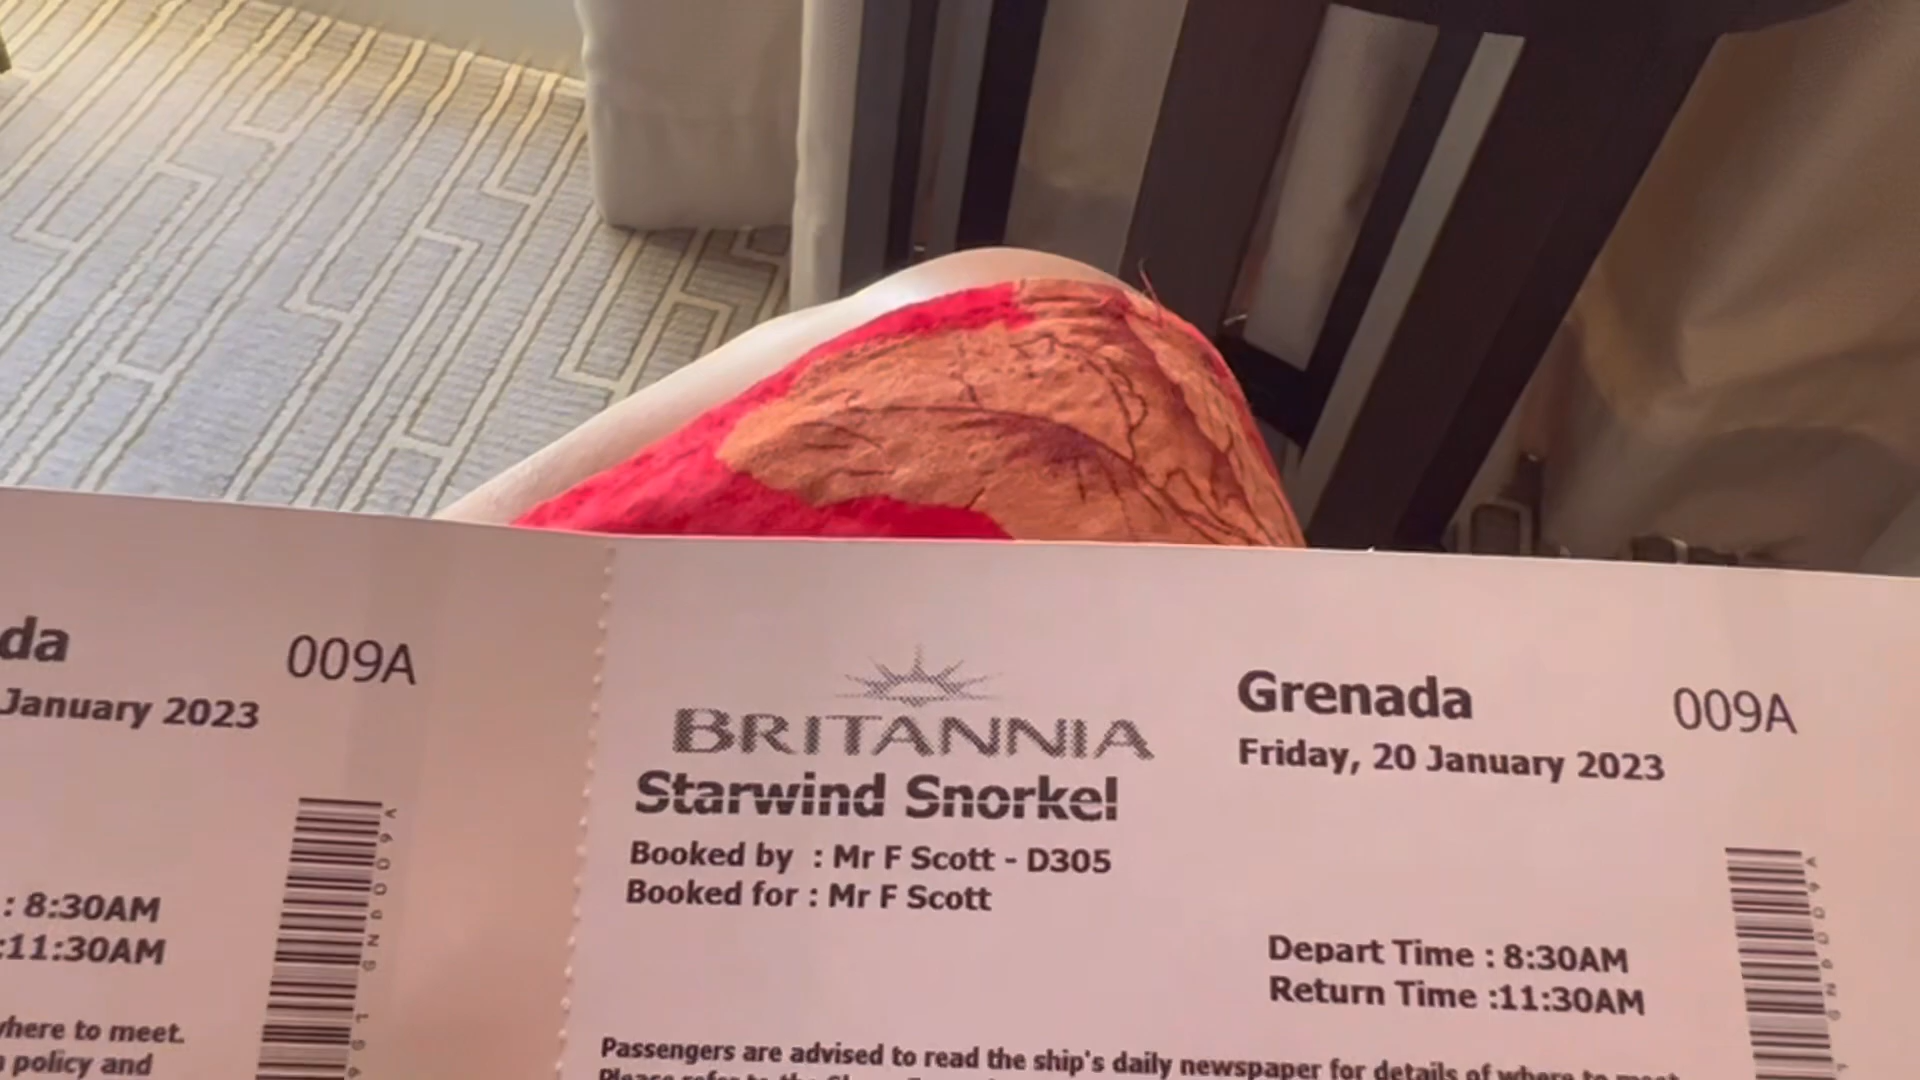 da 009A
January 2023
: 8:30AM
:11:30AM
where to meet.
policy and
BRITANNIA
Starwind Snorkel
Booked by : Mr F Scott - D305
Booked for : Mr F Scott
Grenada 009A
Friday, 20 January 2023
Depart Time : 8:30AM
Return Time :11:30AM
Passengers are advised to read the ship's daily newspaper for details of where to meet.